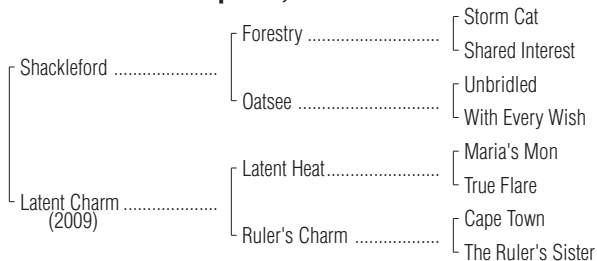 Storm Cat
Forestry ..............................
Shared Interest
Shackleford .......................
Unbridled
Oatsee ................................
With Every Wish
Maria's Mon
Latent Heat.........................
True Flare
Latent Charm .....................
(2009)
Cape Town
Ruler's Charm ...................
The Ruler's Sister